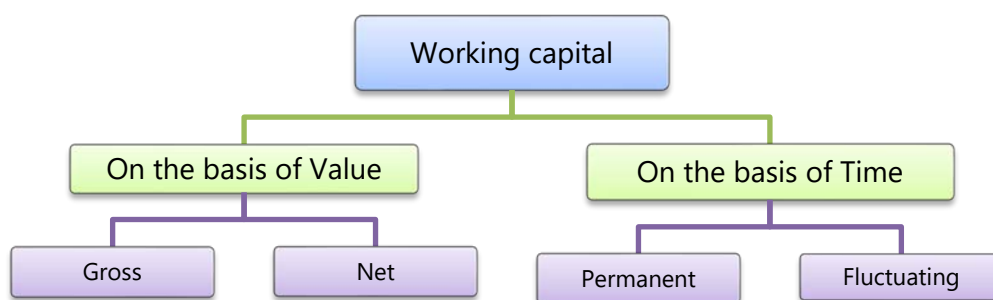 Working capital
On the basis of Value
On the basis of Time
Gross
Net
Permanent
Fluctuating